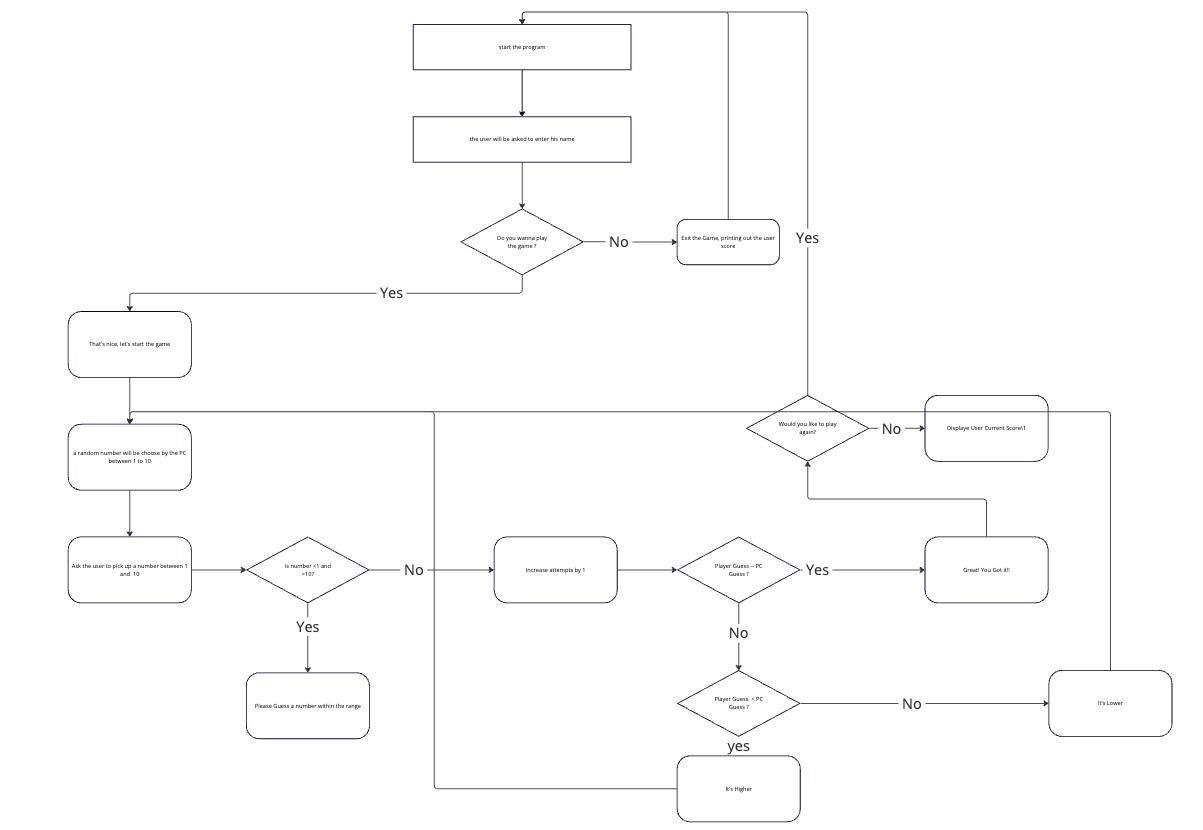 start the program
the user will be asked to enter his name
Do you wanna play
the game ?
No
Exit the Game, printing out the user
score
Yes
Yes
That's nice, let's start the game
Would you like to play
again?
No
Displaye User Current Score\1
a random number will be choose by the PC
between 1 to 10
Ask the user to pick up a number between 1
and 10
is number <1 and
>10?
No
Increase attempts by 1
Player Guess -- PC
Guess ?
Yes
Great! You Got it!!
Yes
No
Please Guess a number within the range
Player Guess < PC
Guess ?
No
It's Lower
yes
It's Higher